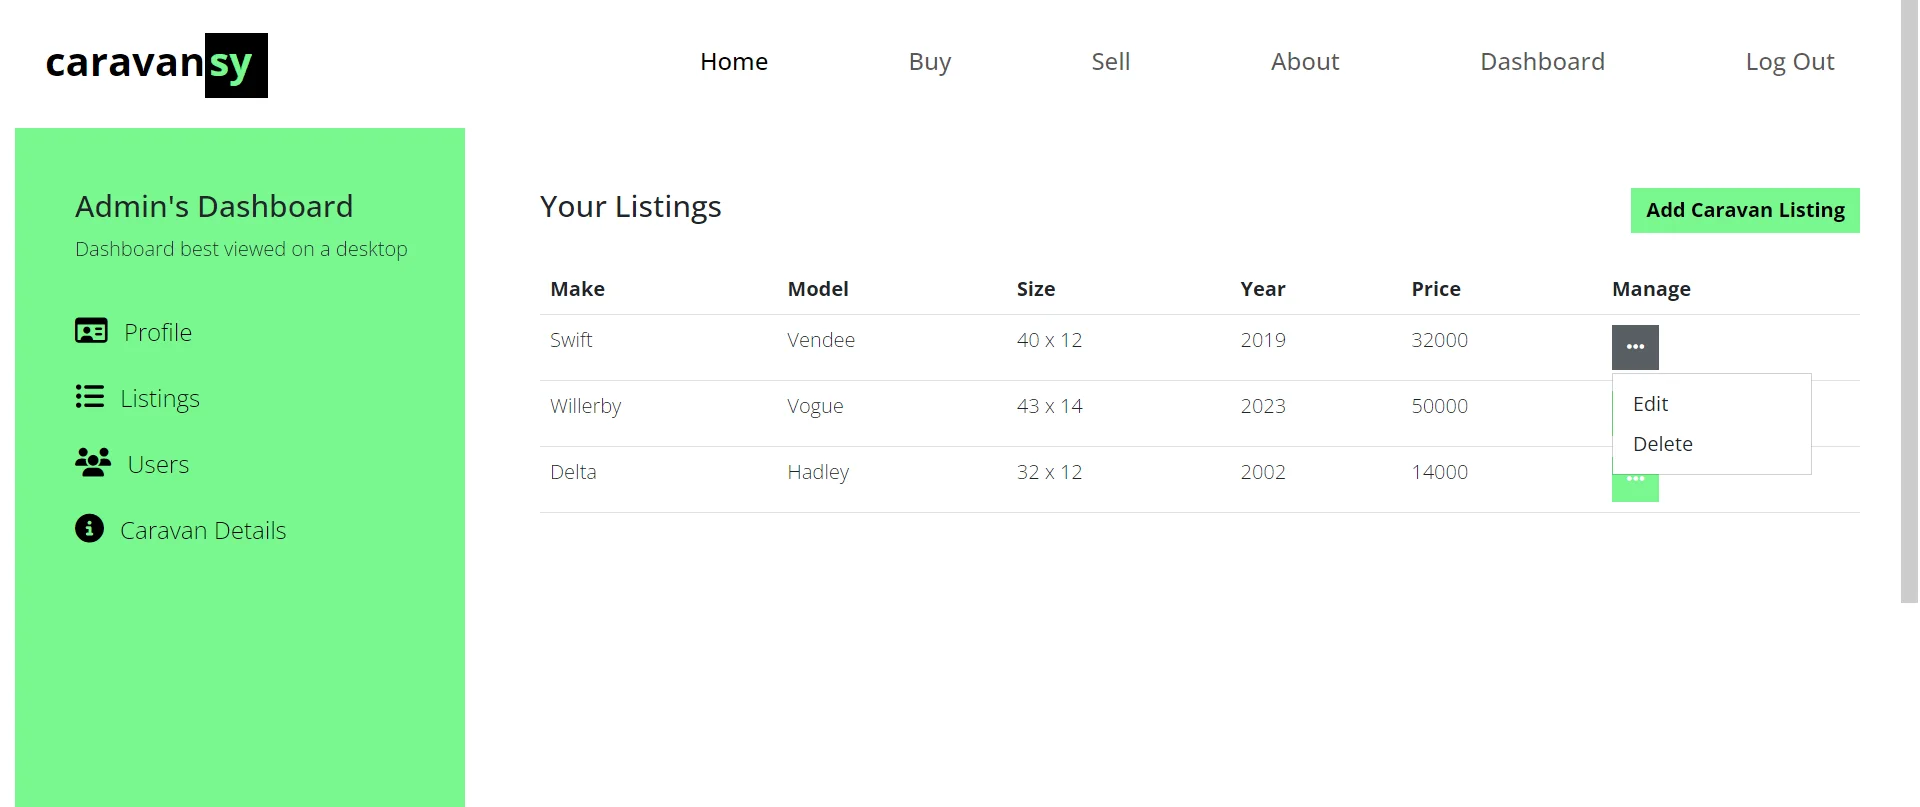 caravansy
Home Buy Sell About Dashboard Log Out
Admin's Dashboard
Dashboard best viewed on a desktop
Profile
Listings
Users
Caravan Details
Your Listings
Add Caravan Listing
Make Model Size Year Price Manage
Swift Vendee 40 x 12 2019 32000
Willerby Vogue 43 x 14 2023 50000
Delta Hadley 32 x 12 2002 14000
Edit
Delete